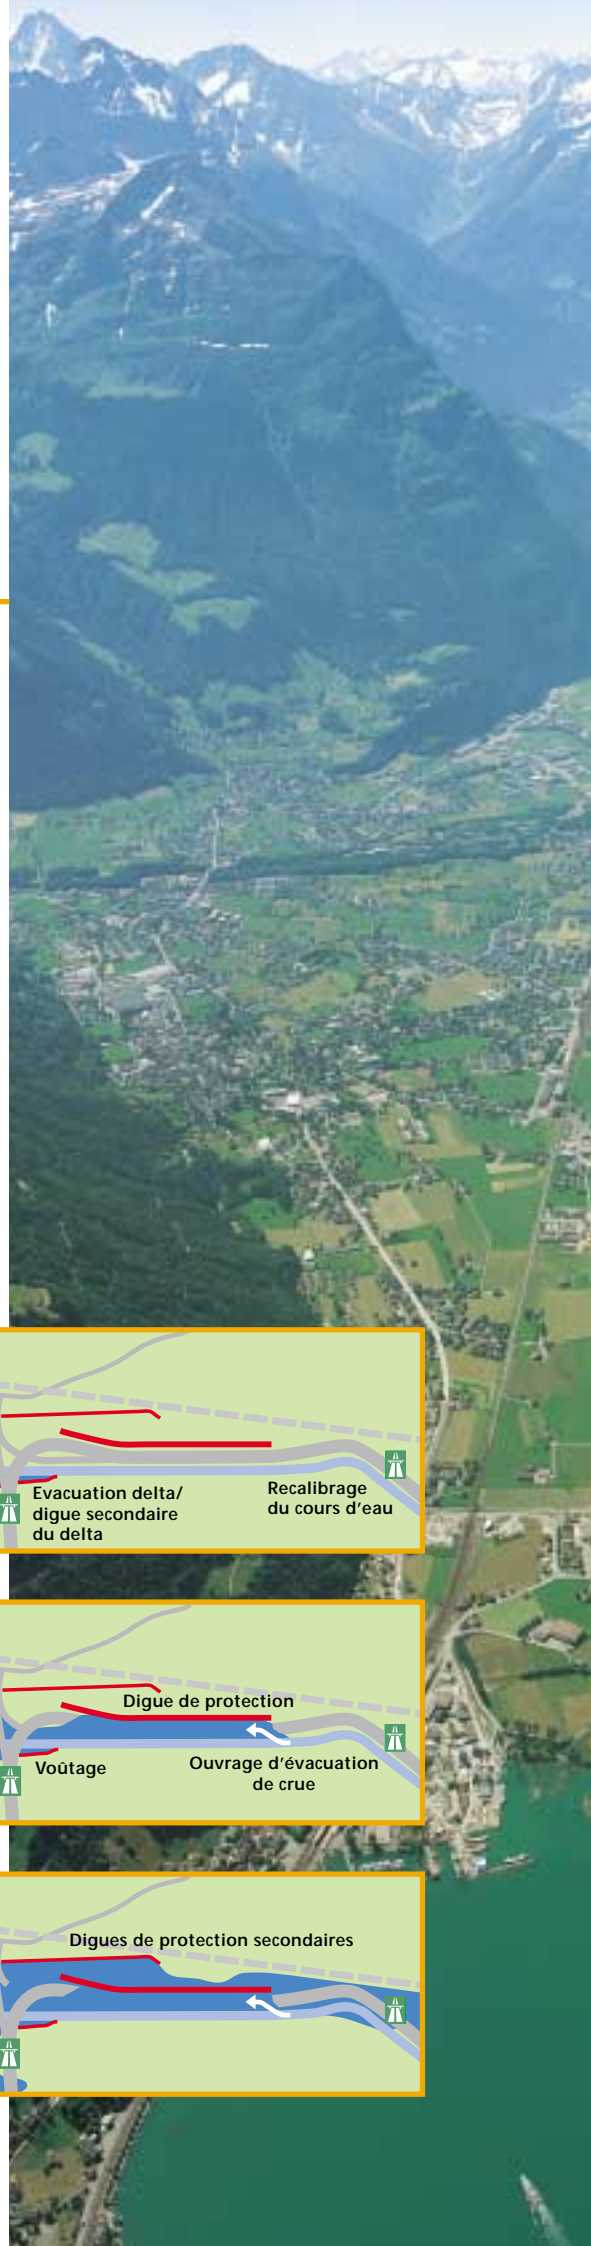 Evacuation delta/
digue secondaire
du delta
Recalibrage
du cours d'eau
Digue de protection
Voûtage
Ouvrage d'évacuation
de crue
Digues de protection secondaires